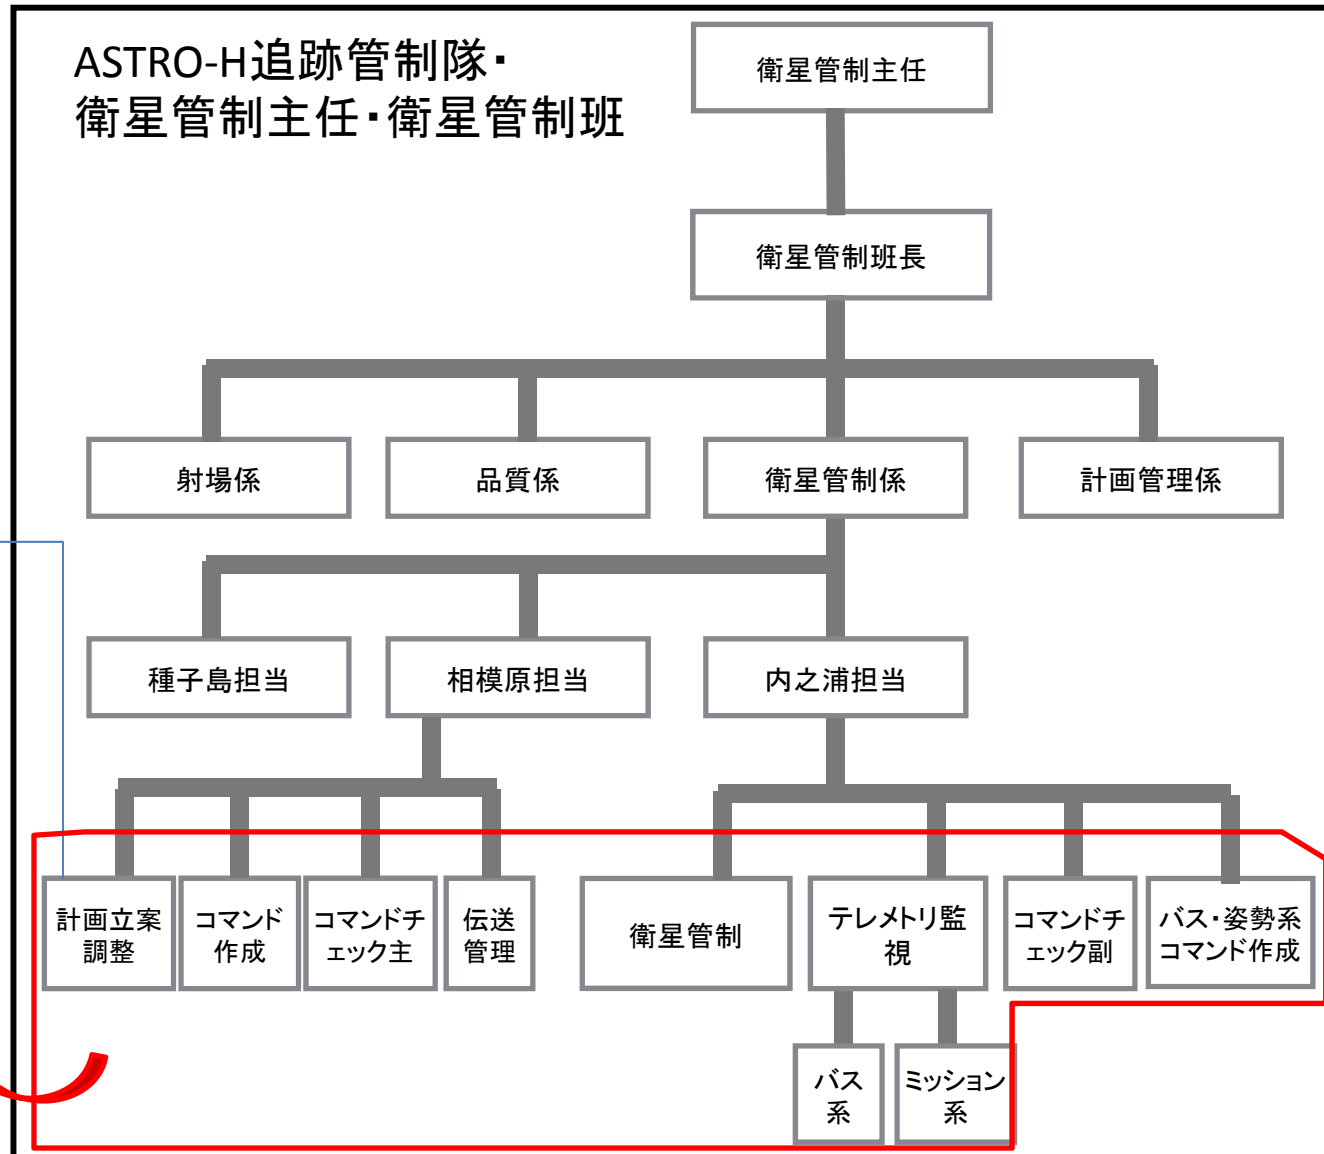 ASTRO-H追跡管制隊・
衛星管制主任・衛星管制班
衛星管制主任
衛星管制班長
射場係
品質係
衛星管制係
計画管理係
種子島担当
相模原担当
内之浦担当
計画立案
調整
コマンド
作成
コマンドチ
ェック主
伝送
管理
衛星管制
テレメトリ監
視
コマンドチ
ェック副
バス・姿勢系
コマンド作成
バス
系
ミッション
系